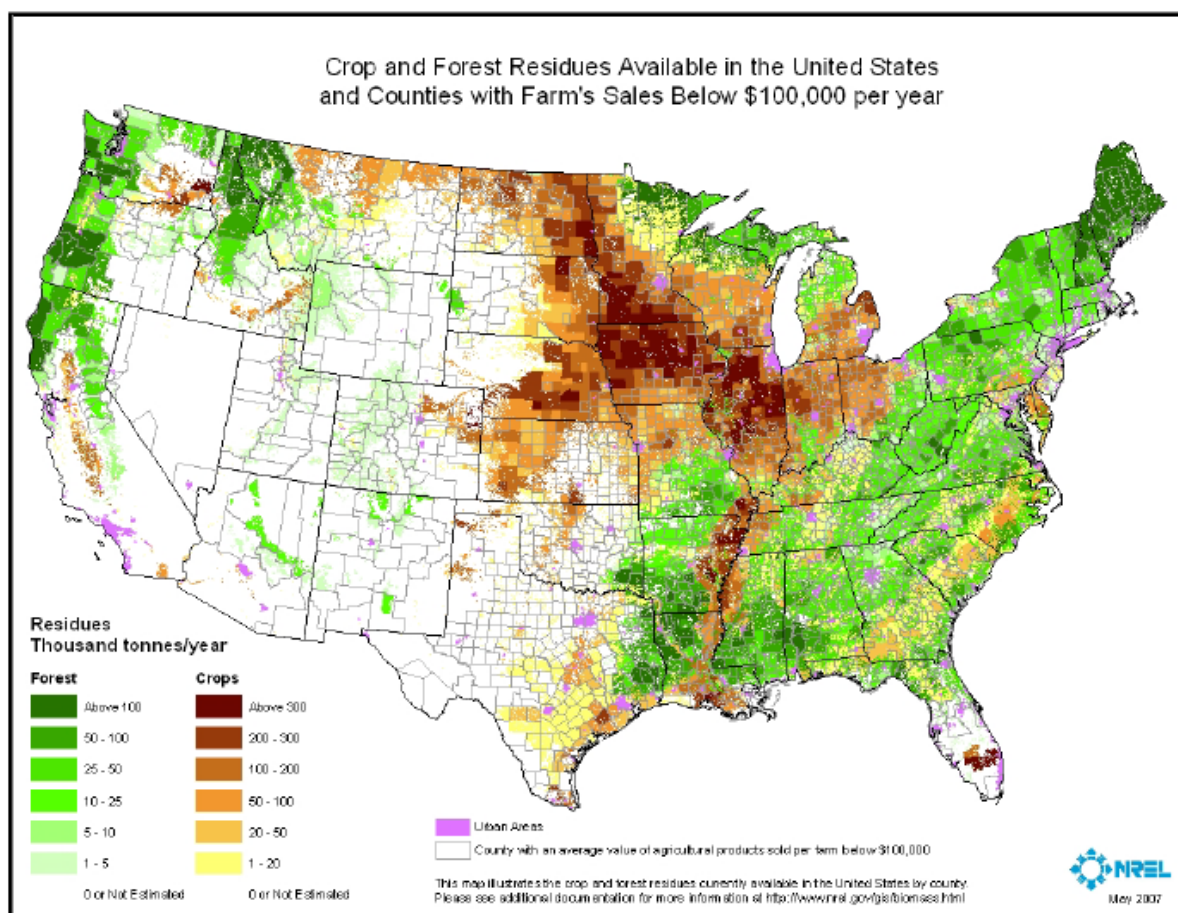 Crop and Forest Residues Available in the United States
and Counties with Farm's Sales Below $100,000 per year
Residues
Thousand tonnes/year
Forest
Above 100
50 - 100
25 - 50
10 - 25
5 - 10
1 - 5
0 or Not Estimated
Crops
Above 300
200 - 300
100 - 200
50 - 100
20 - 50
1 - 20
0 or Not Estimated
Urban Areas
County with an average value of agricultural products sold per farm below $100,000
This map illustrates the crop and forest residues currently available in the United States by county.
Please see additional documentation for more information at http://www.nrel.gov/gis/biomass.html
NREL
May 2007